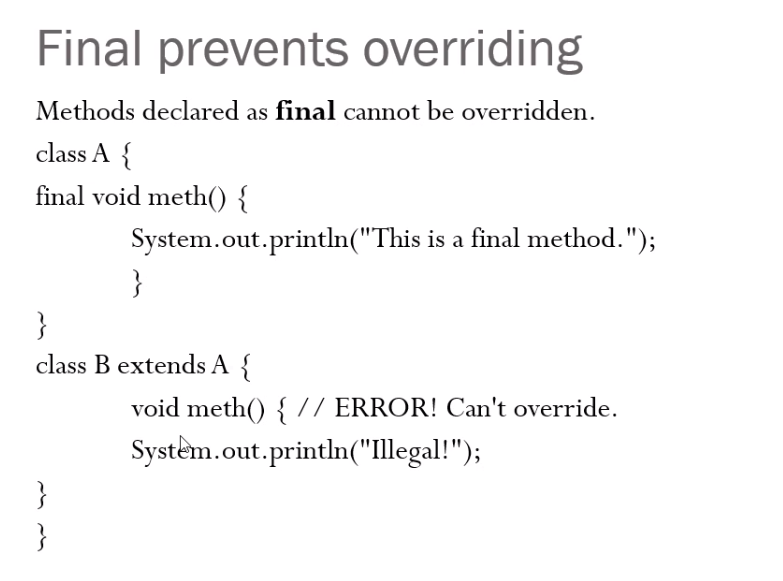 Final prevents overriding
Methods declared as final cannot be overridden.
class A {
final void meth() {
System.out.println("This is a final method.");
}
}
class B extends A {
void meth() { // ERROR! Can't override.
System.out.println("Illegal!");
}
}